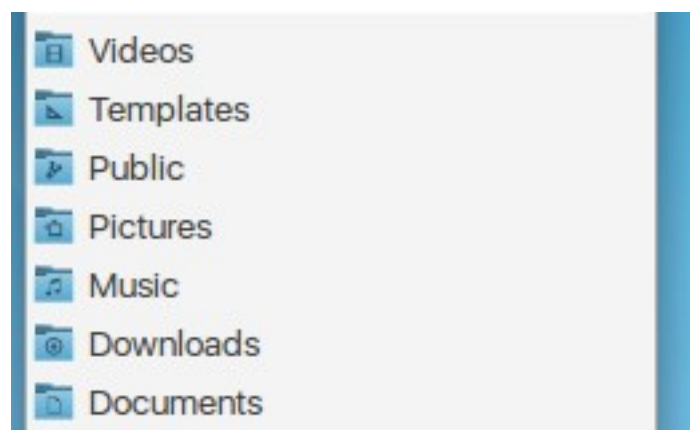 Videos
Templates
Public
Pictures
Music
Downloads
Documents